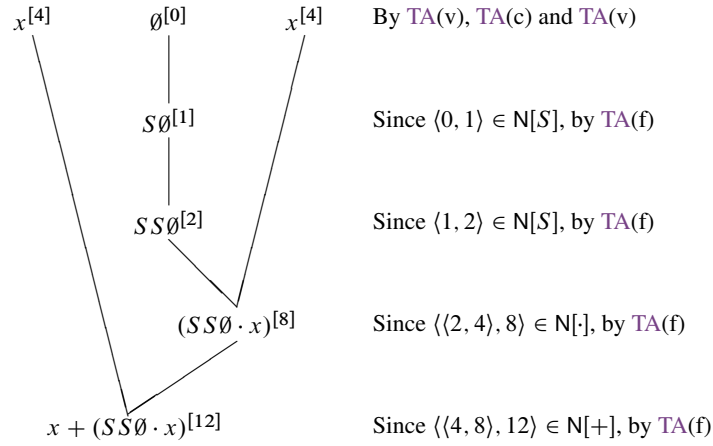 x^[4] ∅^[0] x^[4] By TA(v), TA(c) and TA(v)
S∅^[1] Since ⟨0, 1⟩ ∈ N[S], by TA(f)
SS∅^[2] Since ⟨1, 2⟩ ∈ N[S], by TA(f)
(SS∅ · x)^[8] Since ⟨⟨2, 4⟩, 8⟩ ∈ N[·], by TA(f)
x + (SS∅ · x)^[12] Since ⟨⟨4, 8⟩, 12⟩ ∈ N[+], by TA(f)